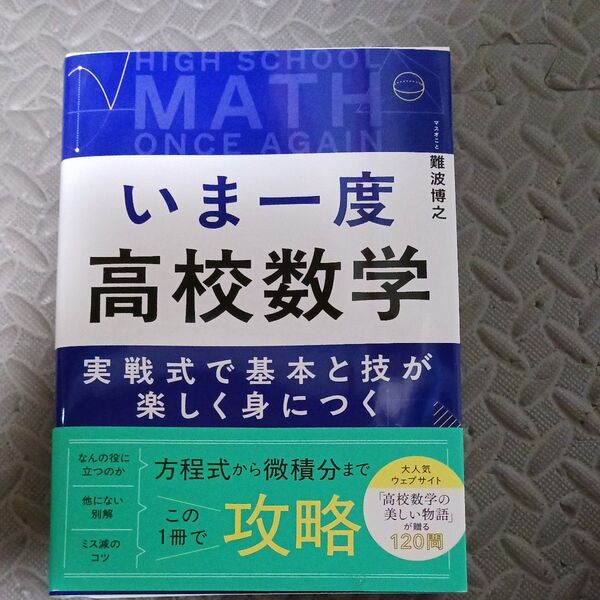 HIGH SCHOOL
MATH
ONCE AGAIN
マスオこと
難波博之
いま一度
高校数学
実戦式で基本と技が
楽しく身につく
なんの役に
立つのか
他にない
別解
ミス減の
コツ
方程式から微積分まで
この
1冊で
攻略
大人気
ウェブサイト
「高校数学の
美しい物語」
が贈る
120問